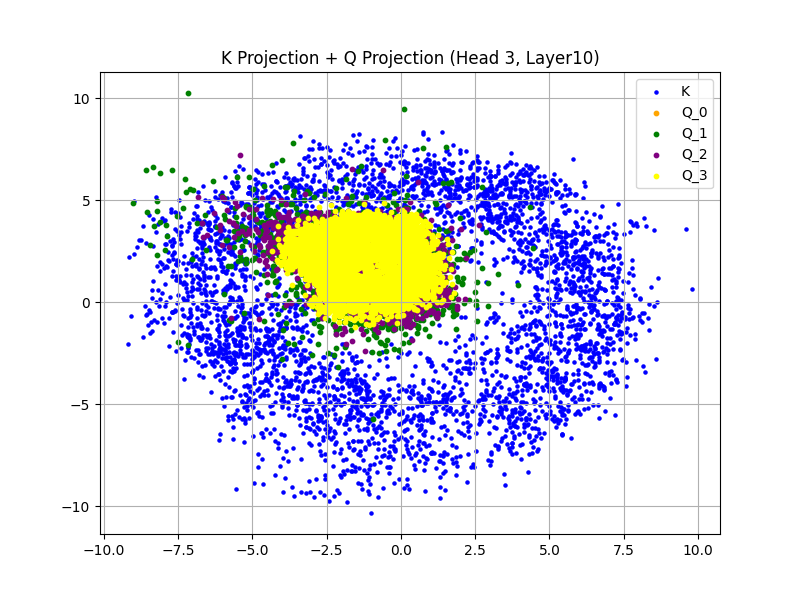 K Projection + Q Projection (Head 3, Layer10)
K
Q_0
Q_1
Q_2
Q_3
10
5
0
−5
−10
−10.0 −7.5 −5.0 −2.5 0.0 2.5 5.0 7.5 10.0